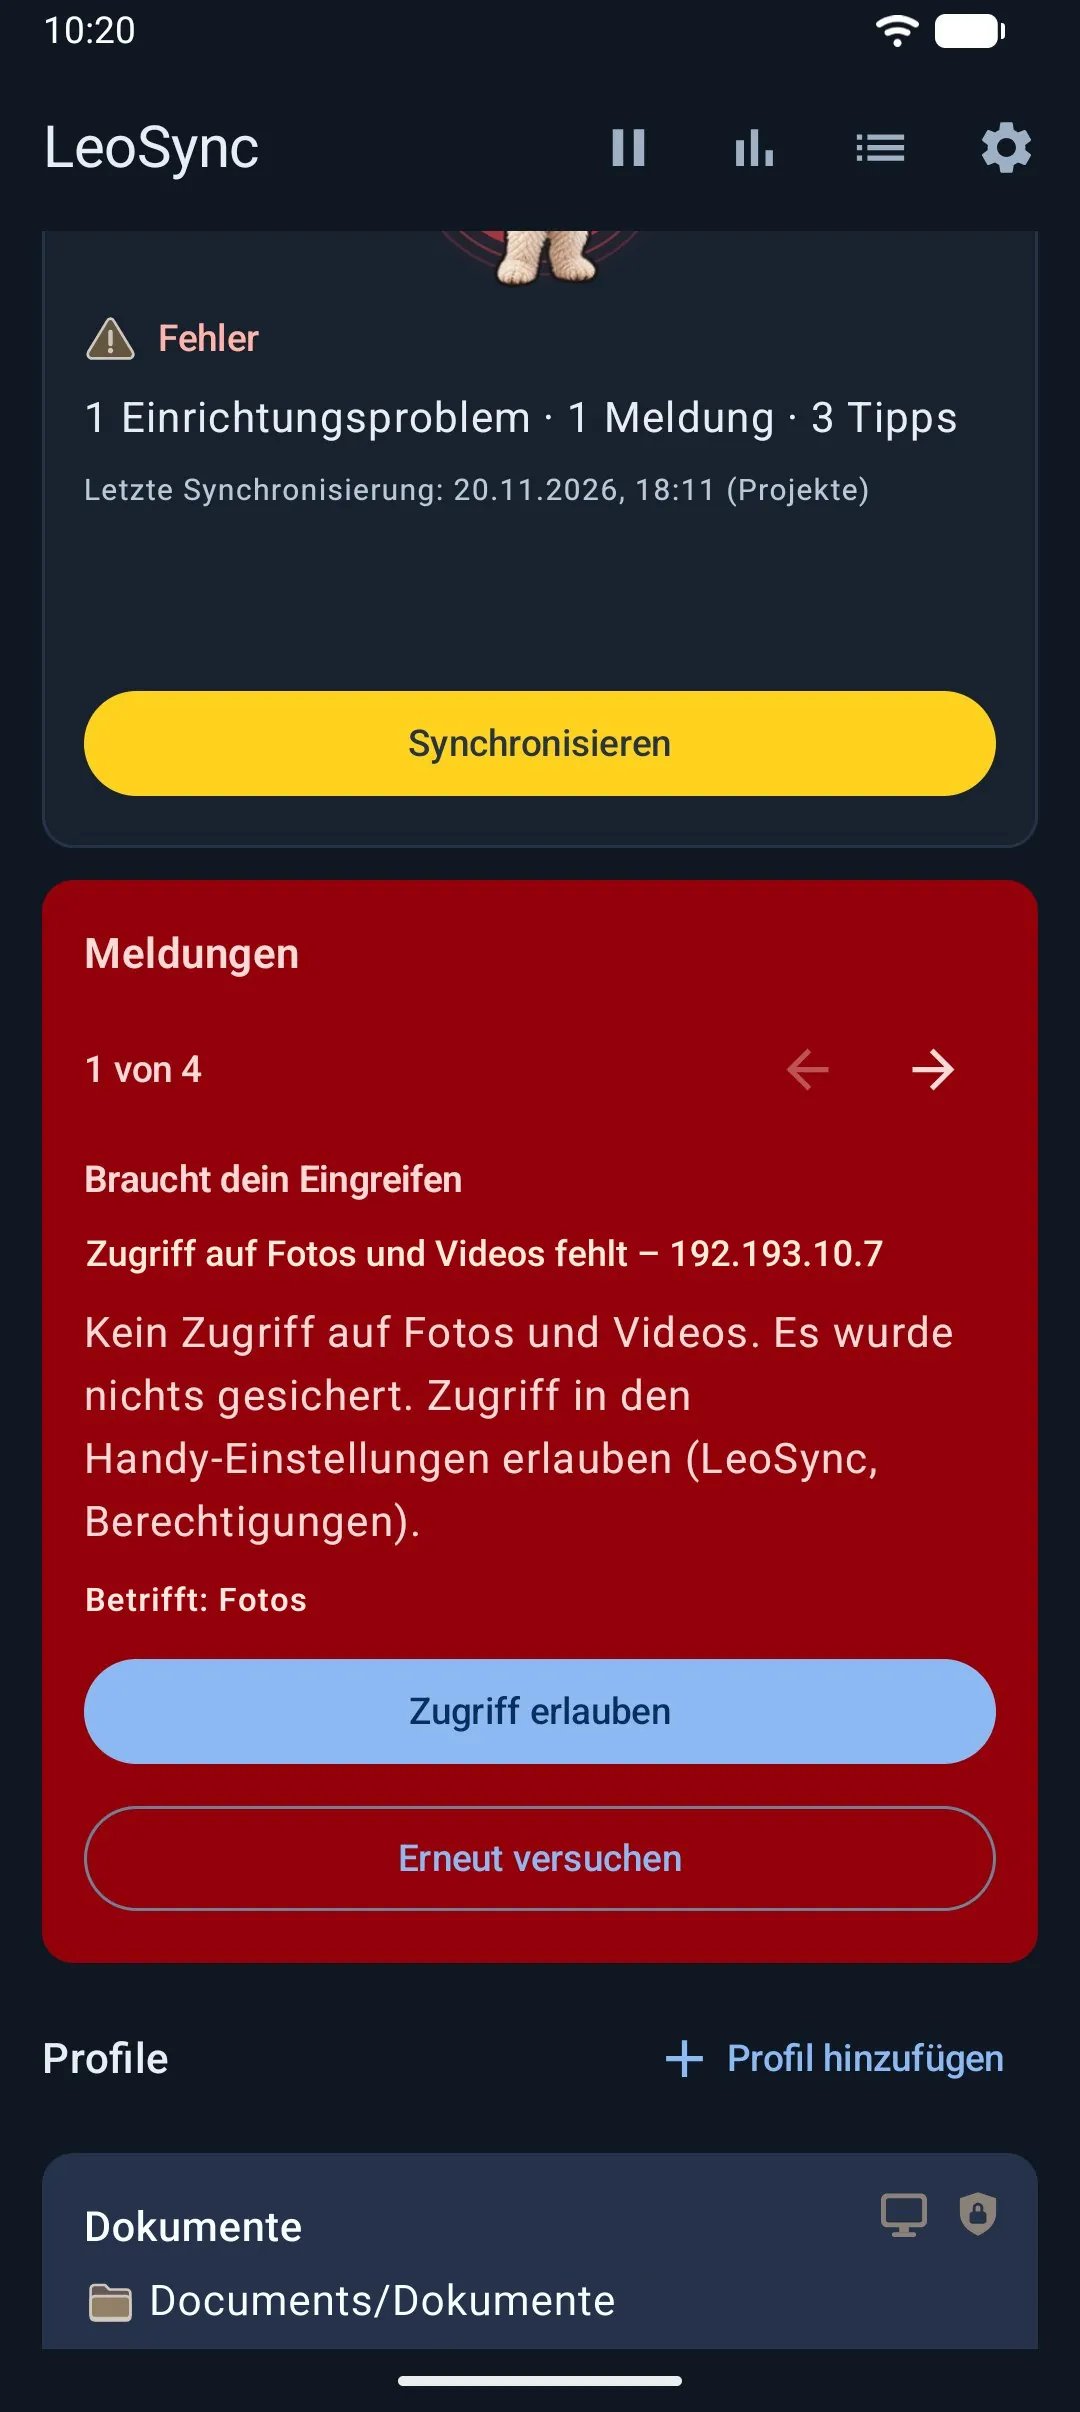 10:20
LeoSync
Fehler
1 Einrichtungsproblem · 1 Meldung · 3 Tipps
Letzte Synchronisierung: 20.11.2026, 18:11 (Projekte)
Synchronisieren
Meldungen
1 von 4
Braucht dein Eingreifen
Zugriff auf Fotos und Videos fehlt – 192.193.10.7
Kein Zugriff auf Fotos und Videos. Es wurde
nichts gesichert. Zugriff in den
Handy-Einstellungen erlauben (LeoSync,
Berechtigungen).
Betrifft: Fotos
Zugriff erlauben
Erneut versuchen
Profile
Profil hinzufügen
Dokumente
Documents/Dokumente